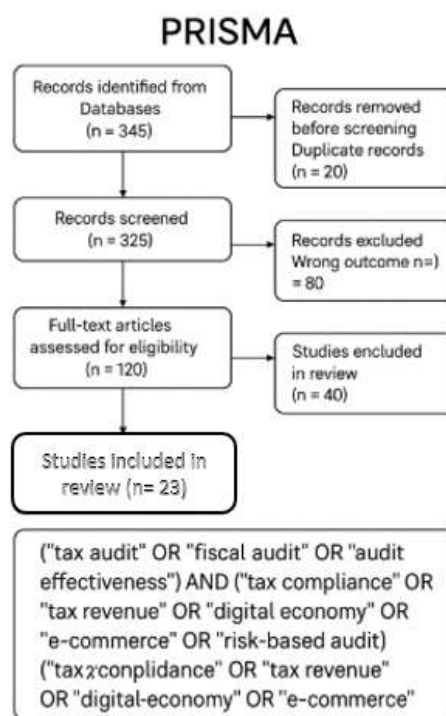 PRISMA
Records identified from
Databases
(n = 345)
Records removed
before screening
Duplicate records
(n = 20)
Records screened
(n = 325)
Records excluded
Wrong outcome n=)
= 80
Full-text articles
assessed for eligibility
(n = 120)
Studies encluded
in review
(n = 40)
Studies included in
review (n= 23)
("tax audit" OR "fiscal audit" OR "audit
effectiveness") AND ("tax compliance" OR
"tax revenue" OR "digital economy" OR
"e-commerce" OR "risk-based audit)
OR "tax revenue"
OR "digital-economy" OR "e-commerce"